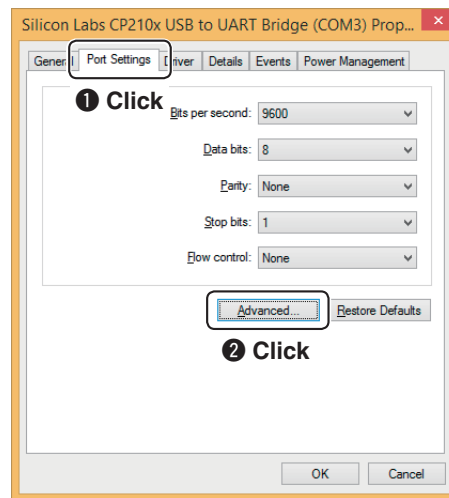 Silicon Labs CP210x USB to UART Bridge (COM3) Prop... ×
General Port Settings Driver Details Events Power Management
❶ Click
Bits per second: 9600
Data bits: 8
Parity: None
Stop bits: 1
Flow control: None
Advanced... Restore Defaults
❷ Click
OK Cancel